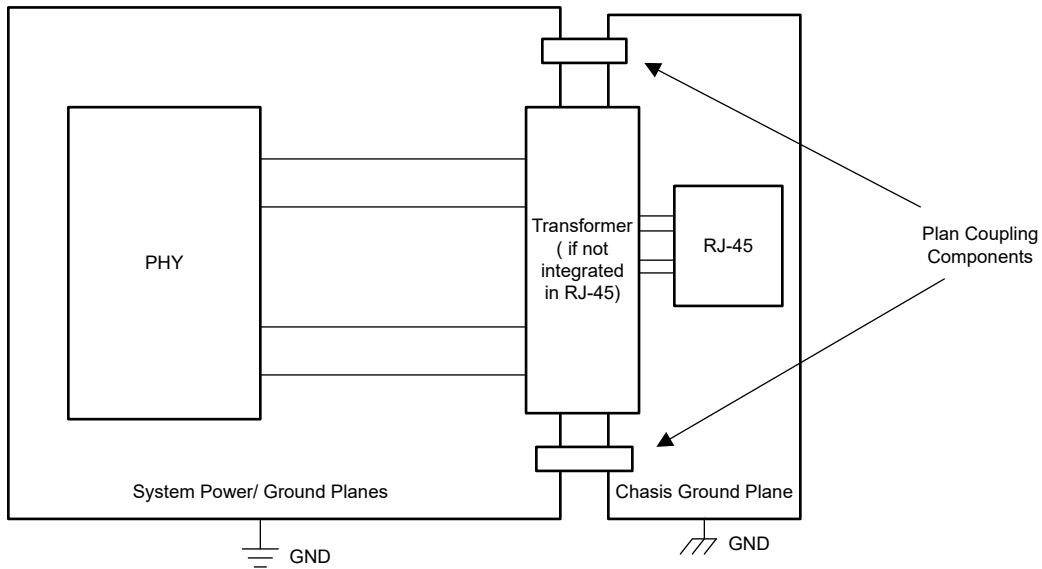 PHY
Transformer
( if not
integrated
in RJ-45)
RJ-45
Plan Coupling
Components
System Power/ Ground Planes
Chasis Ground Plane
GND
GND